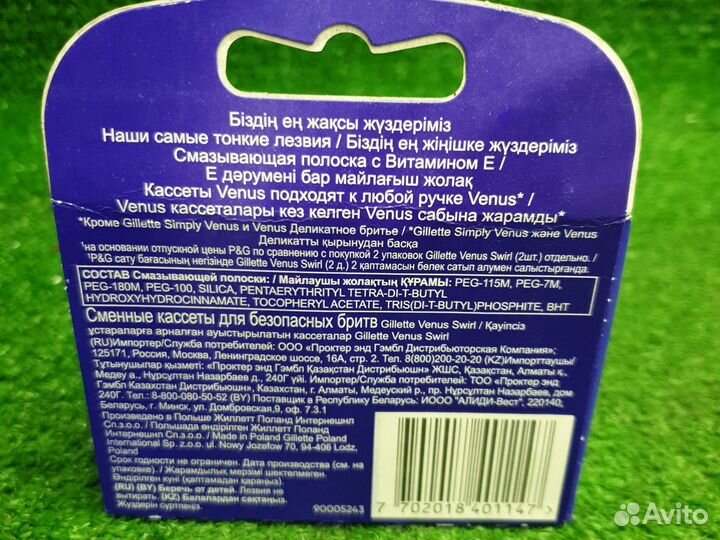 Біздің ең жақсы жүздеріміз
Наши самые тонкие лезвия / Біздің ең жіңішке жүздеріміз
Смазывающая полоска с Витамином Е /
Е дәрумені бар майлағыш жолақ
Кассеты Venus подходят к любой ручке Venus* /
Venus кассеталары кез келген Venus сабына жарамды*
*Кроме Gillette Simply Venus и Venus Деликатное бритье / *Gillette Simply Venus және Venus
Деликатты қырынудан басқа
¹на основании отпускной цены P&G по сравнению с покупкой 2 упаковок Gillette Venus Swirl (2шт.) отдельно. /
¹P&G сату бағасының негізінде Gillette Venus Swirl (2 д.) 2 қаптамасын бөлек сатып алумен салыстырғанда.
СОСТАВ Смазывающей полоски: / Майлаушы жолақтың ҚҰРАМЫ: PEG-115M, PEG-7M,
PEG-180M, PEG-100, SILICA, PENTAERYTHRITYL TETRA-DI-T-BUTYL
HYDROXYHYDROCINNAMATE, TOCOPHERYL ACETATE, TRIS(DI-T-BUTYL)PHOSPHITE, BHT
Сменные кассеты для безопасных бритв Gillette Venus Swirl / Қауіпсіз
ұстараларға арналған ауыстырылатын кассеталар Gillette Venus Swirl
(RU)Импортер/Служба потребителей: ООО «Проктер энд Гэмбл Дистрибьюторская Компания»;
125171, Россия, Москва, Ленинградское шоссе, 16А, стр. 2. Тел. 8(800)200-20-20 (KZ)Импорттаушы/
Тұтынушылар қызметі: «Проктер энд Гэмбл Қазақстан Дистрибьюшн» ЖШС, Қазақстан, Алматы қ.,
Медеу а., Нұрсұлтан Назарбаев д., 240Г үйі. Импортер/Служба потребителей: ТОО «Проктер энд
Гэмбл Казахстан Дистрибьюшн», Казахстан, г. Алматы, Медеуский р., пр. Нурсултан Назарбаев, дом
240Г. Тел.: 8-800-080-50-52 (BY) Поставщик в Республику Беларусь: ИООО "АЛИДИ-Вест", 220140,
Беларусь, г. Минск, ул. Домбровская,9, оф. 7.3.1
Произведено в Польше Жиллетт Поланд Интернешнл
Сп.з.о.о. / Польшада өндірілген Жиллетт Поланд
Интернешнл Сп.з.о.о. / Made in Poland Gillette Poland
International Sp. z.o.o. ul. Nowy Jozefow 70, 94-406 Lodz,
Poland
Срок годности не ограничен. Дата производства (см. на
упаковке). / Жарамдылық мерзімі шектелмеген.
Өндірілген күні (қаптамадан қараңыз).
(RU) (BY) Беречь от детей. Лезвия не
вытирать. (KZ) Балалардан сақтаңыз.
Жүздерін сүртпеңіз.
90005243
7 702018 401147 >
Avito